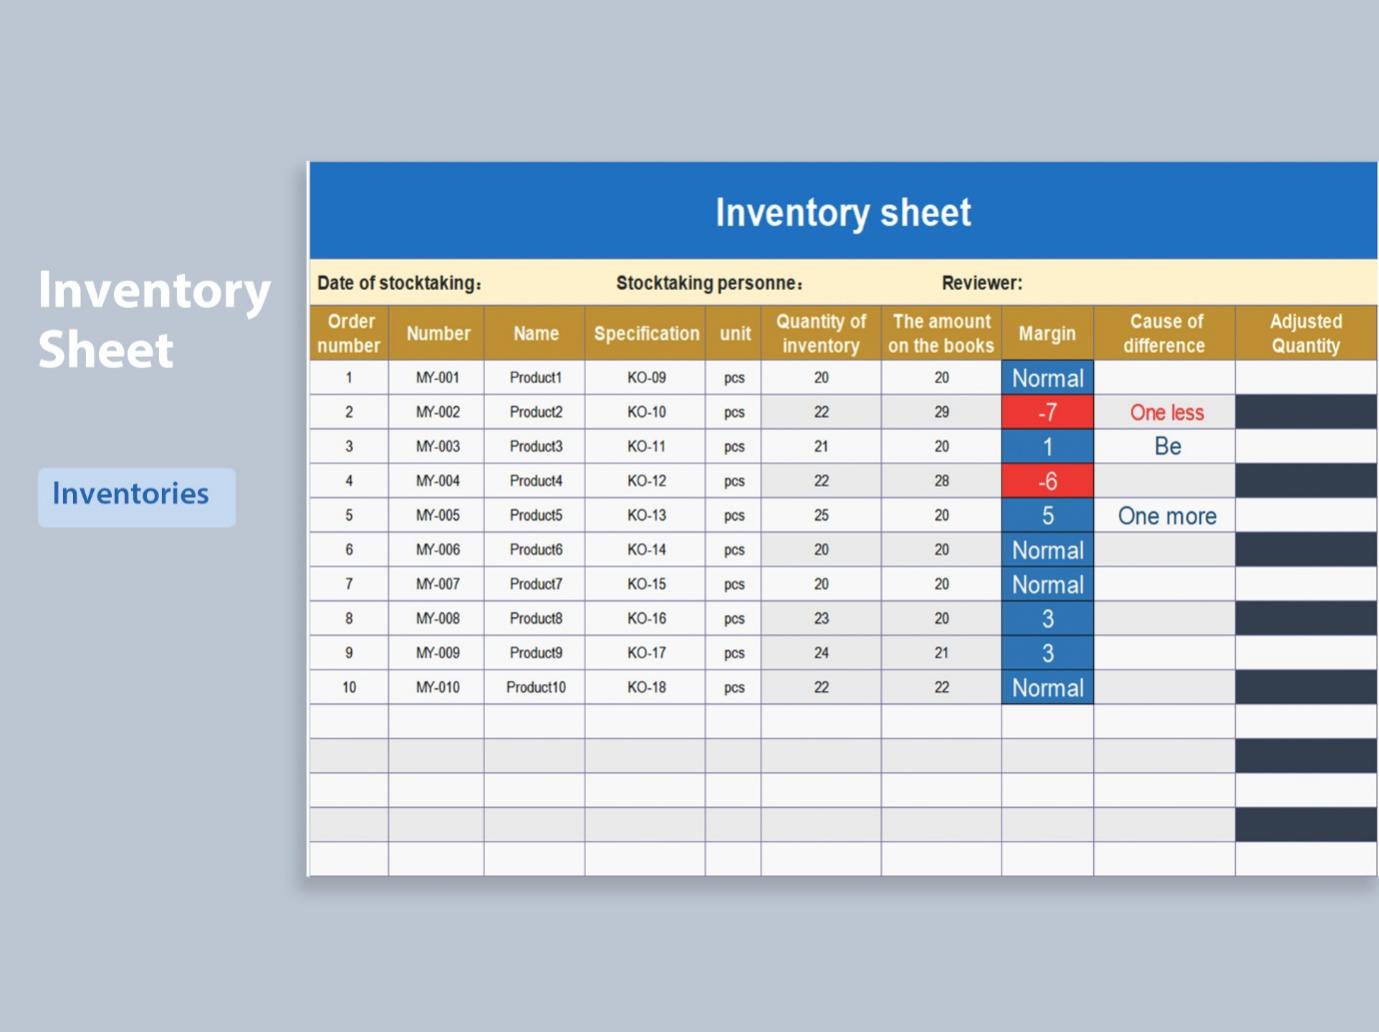 Inventory
Sheet
Inventories
Inventory sheet
Date of stocktaking: Stocktaking personne: Reviewer:
Order number Number Name Specification unit Quantity of inventory The amount on the books Margin Cause of difference Adjusted Quantity
1 MY-001 Product1 KO-09 pcs 20 20 Normal
2 MY-002 Product2 KO-10 pcs 22 29 -7 One less
3 MY-003 Product3 KO-11 pcs 21 20 1 Be
4 MY-004 Product4 KO-12 pcs 22 28 -6
5 MY-005 Product5 KO-13 pcs 25 20 5 One more
6 MY-006 Product6 KO-14 pcs 20 20 Normal
7 MY-007 Product7 KO-15 pcs 20 20 Normal
8 MY-008 Product8 KO-16 pcs 23 20 3
9 MY-009 Product9 KO-17 pcs 24 21 3
10 MY-010 Product10 KO-18 pcs 22 22 Normal